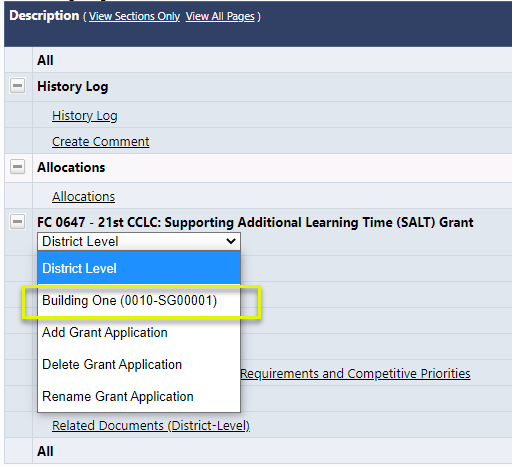 Description ( View Sections Only View All Pages )
All
History Log
History Log
Create Comment
Allocations
Allocations
FC 0647 - 21st CCLC: Supporting Additional Learning Time (SALT) Grant
District Level
District Level
Building One (0010-SG00001)
Add Grant Application
Delete Grant Application
Requirements and Competitive Priorities
Rename Grant Application
Related Documents (District-Level)
All